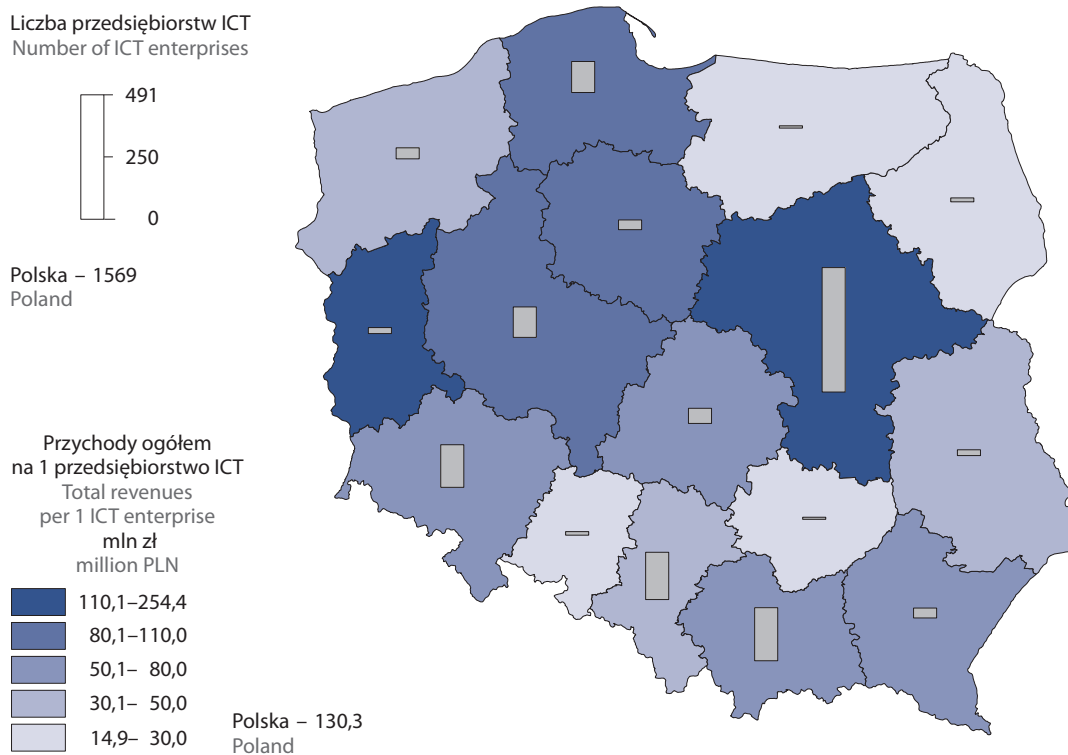 Liczba przedsiębiorstw ICT
Number of ICT enterprises
491
250
0
Polska – 1569
Poland
Przychody ogółem
na 1 przedsiębiorstwo ICT
Total revenues
per 1 ICT enterprise
mln zł
million PLN
110,1–254,4
80,1–110,0
50,1– 80,0
30,1– 50,0
14,9– 30,0
Polska – 130,3
Poland